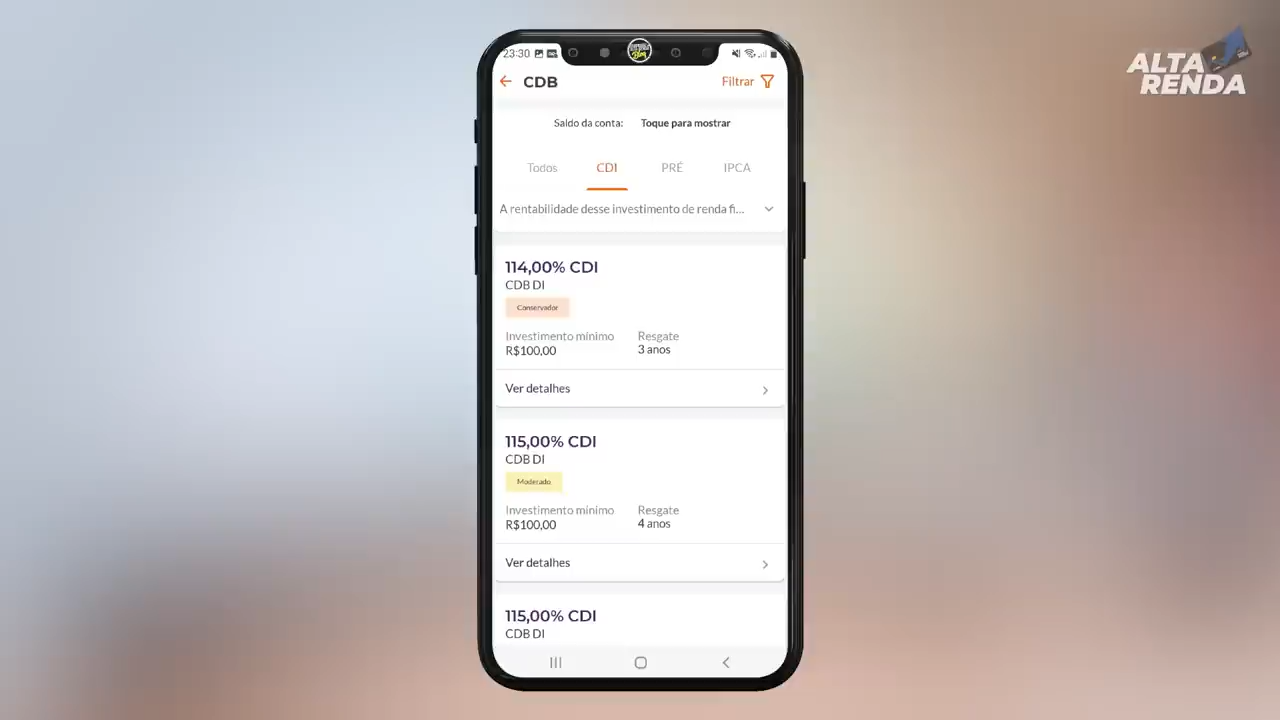 ALTA
RENDA
23:30
CDB
Filtrar
Saldo da conta: Toque para mostrar
Todos CDI PRÉ IPCA
A rentabilidade desse investimento de renda fi...
114,00% CDI
CDB DI
Conservador
Investimento mínimo Resgate
R$100,00 3 anos
Ver detalhes
115,00% CDI
CDB DI
Moderado
Investimento mínimo Resgate
R$100,00 4 anos
Ver detalhes
115,00% CDI
CDB DI